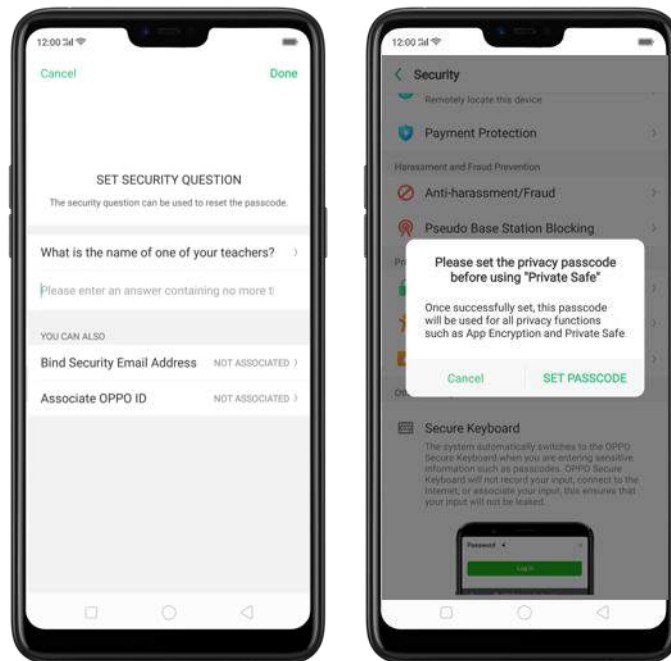 12:00
Cancel
Done
SET SECURITY QUESTION
The security question can be used to reset the passcode.
What is the name of one of your teachers?
Please enter an answer containing no more t
YOU CAN ALSO
Bind Security Email Address NOT ASSOCIATED
Associate OPPO ID NOT ASSOCIATED
12:00
Security
Remotely locate this device
Payment Protection
Harassment and Fraud Prevention
Anti-harassment/Fraud
Pseudo Base Station Blocking
Please set the privacy passcode
before using "Private Safe"
Once successfully set, this passcode
will be used for all privacy functions
such as App Encryption and Private Safe
Cancel
SET PASSCODE
Secure Keyboard
The system automatically switches to the OPPO
Secure Keyboard when you are entering sensitive
information such as passcodes. OPPO Secure
Keyboard will not record your input, connect to the
Internet, or associate your input, this ensures that
your input will not be leaked.
Password
Log In